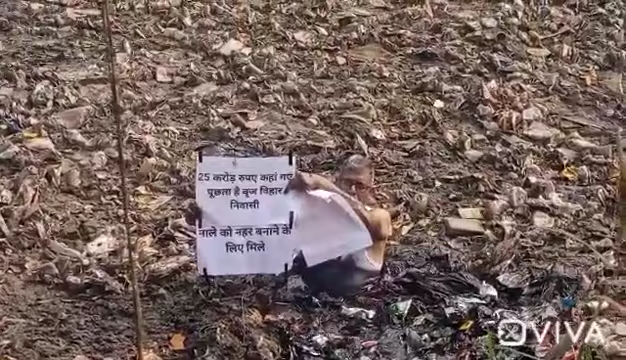 25 करोड़ रुपए कहां गए
पूछता है बृज विहार
निवासी
नाले को नहर बनाने के
लिए मिले
VIVA